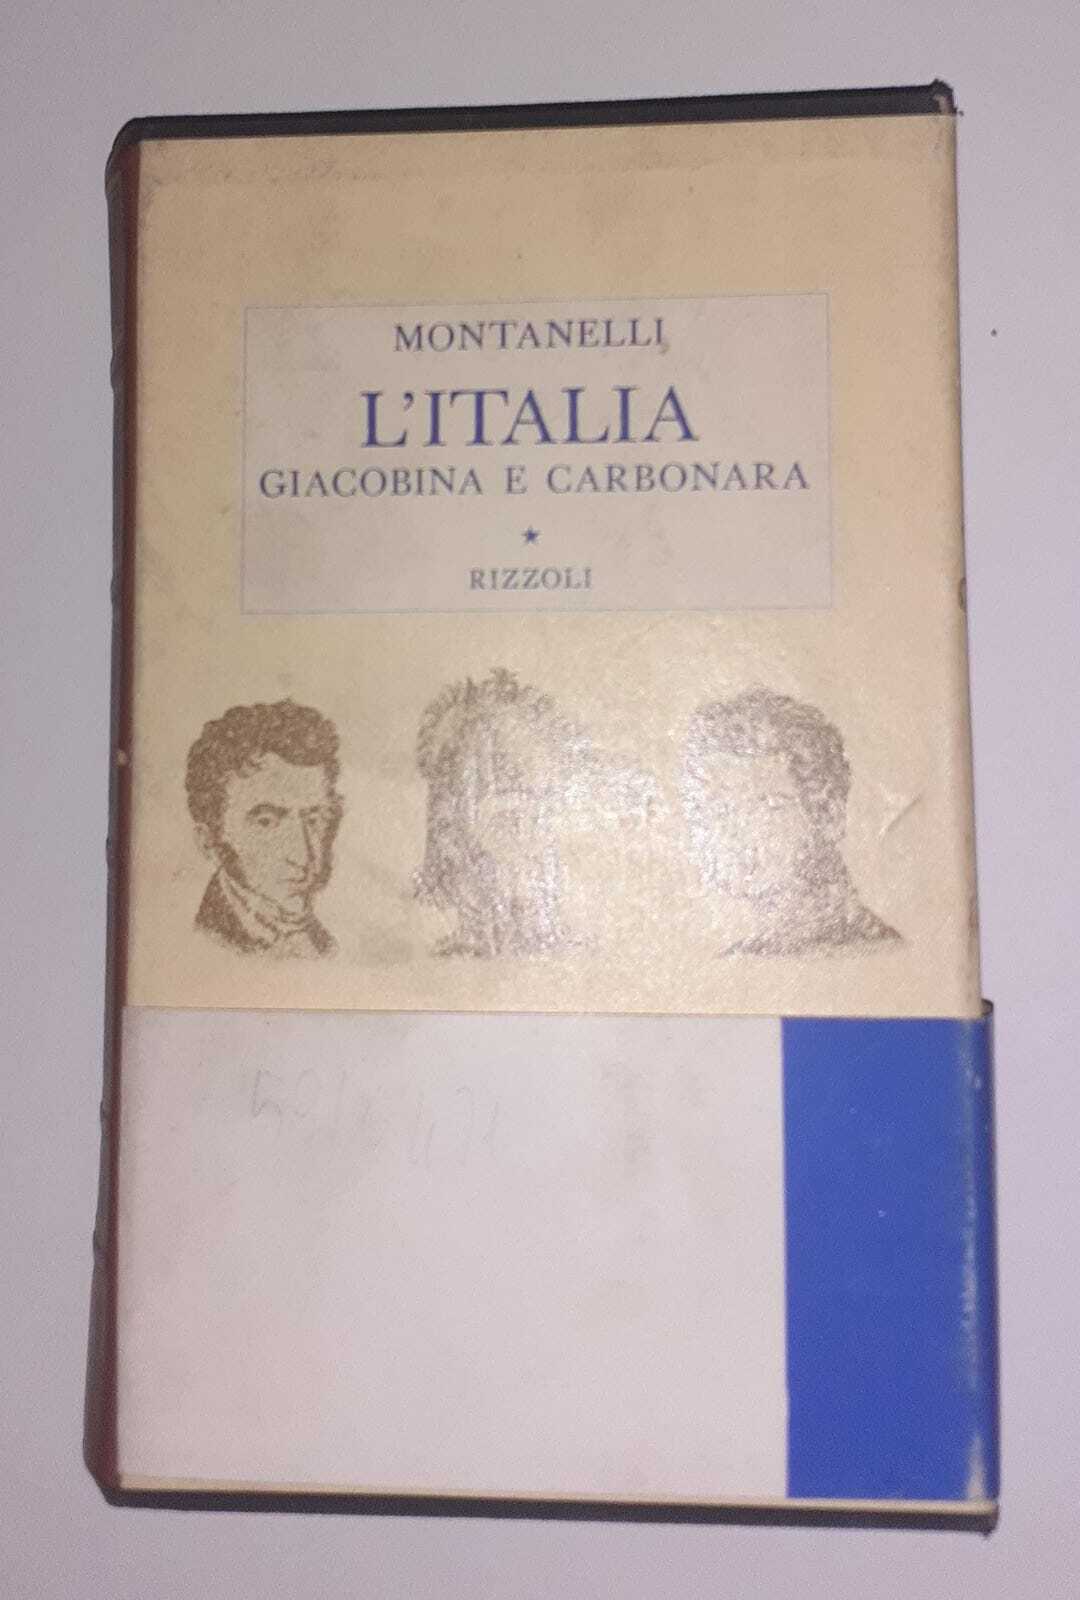 MONTANELLI
L'ITALIA
GIACOBINA E CARBONARA
RIZZOLI